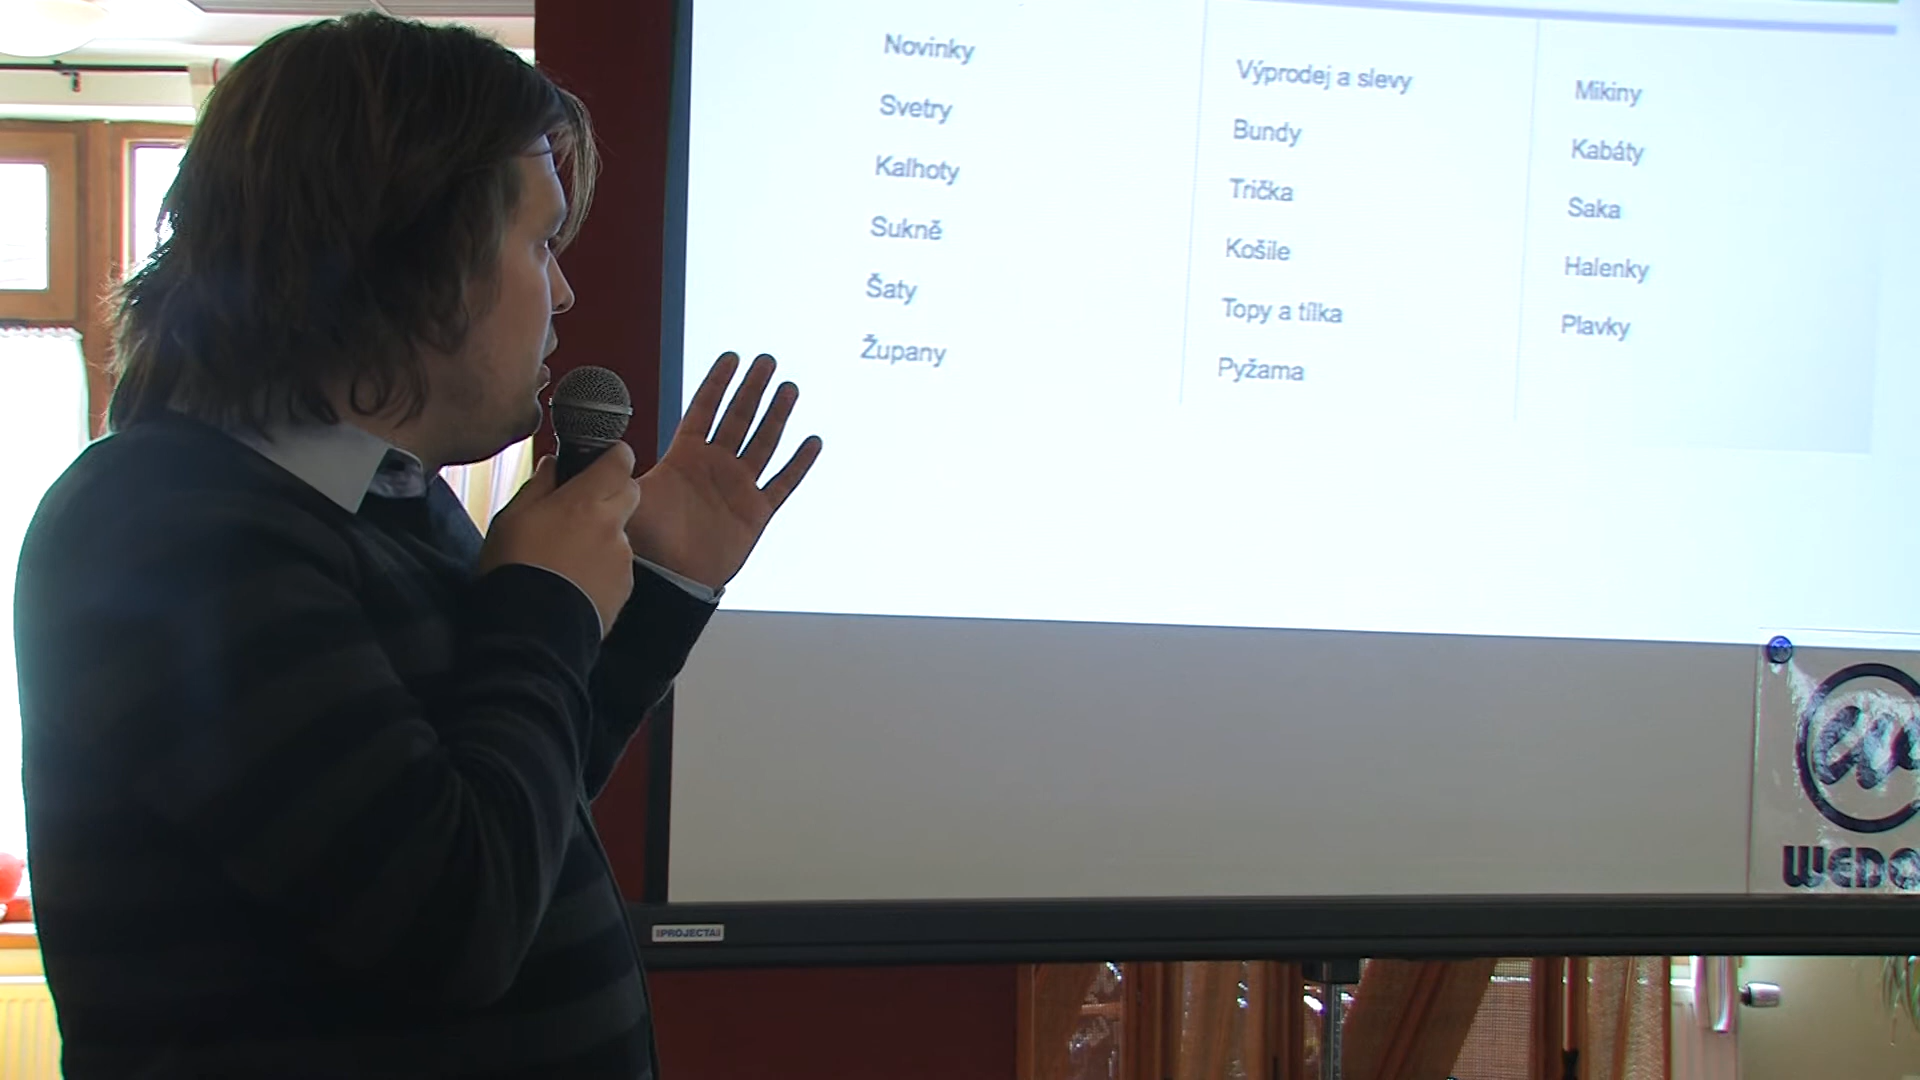 Novinky
Svetry
Kalhoty
Sukně
Šaty
Župany
Výprodej a slevy
Bundy
Trička
Košile
Topy a tílka
Pyžama
Mikiny
Kabáty
Saka
Halenky
Plavky
PROJECTA